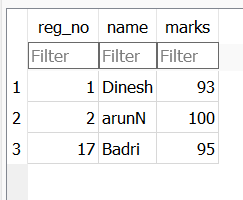 reg_no name marks
Filter Filter Filter
1 1 Dinesh 93
2 2 arunN 100
3 17 Badri 95